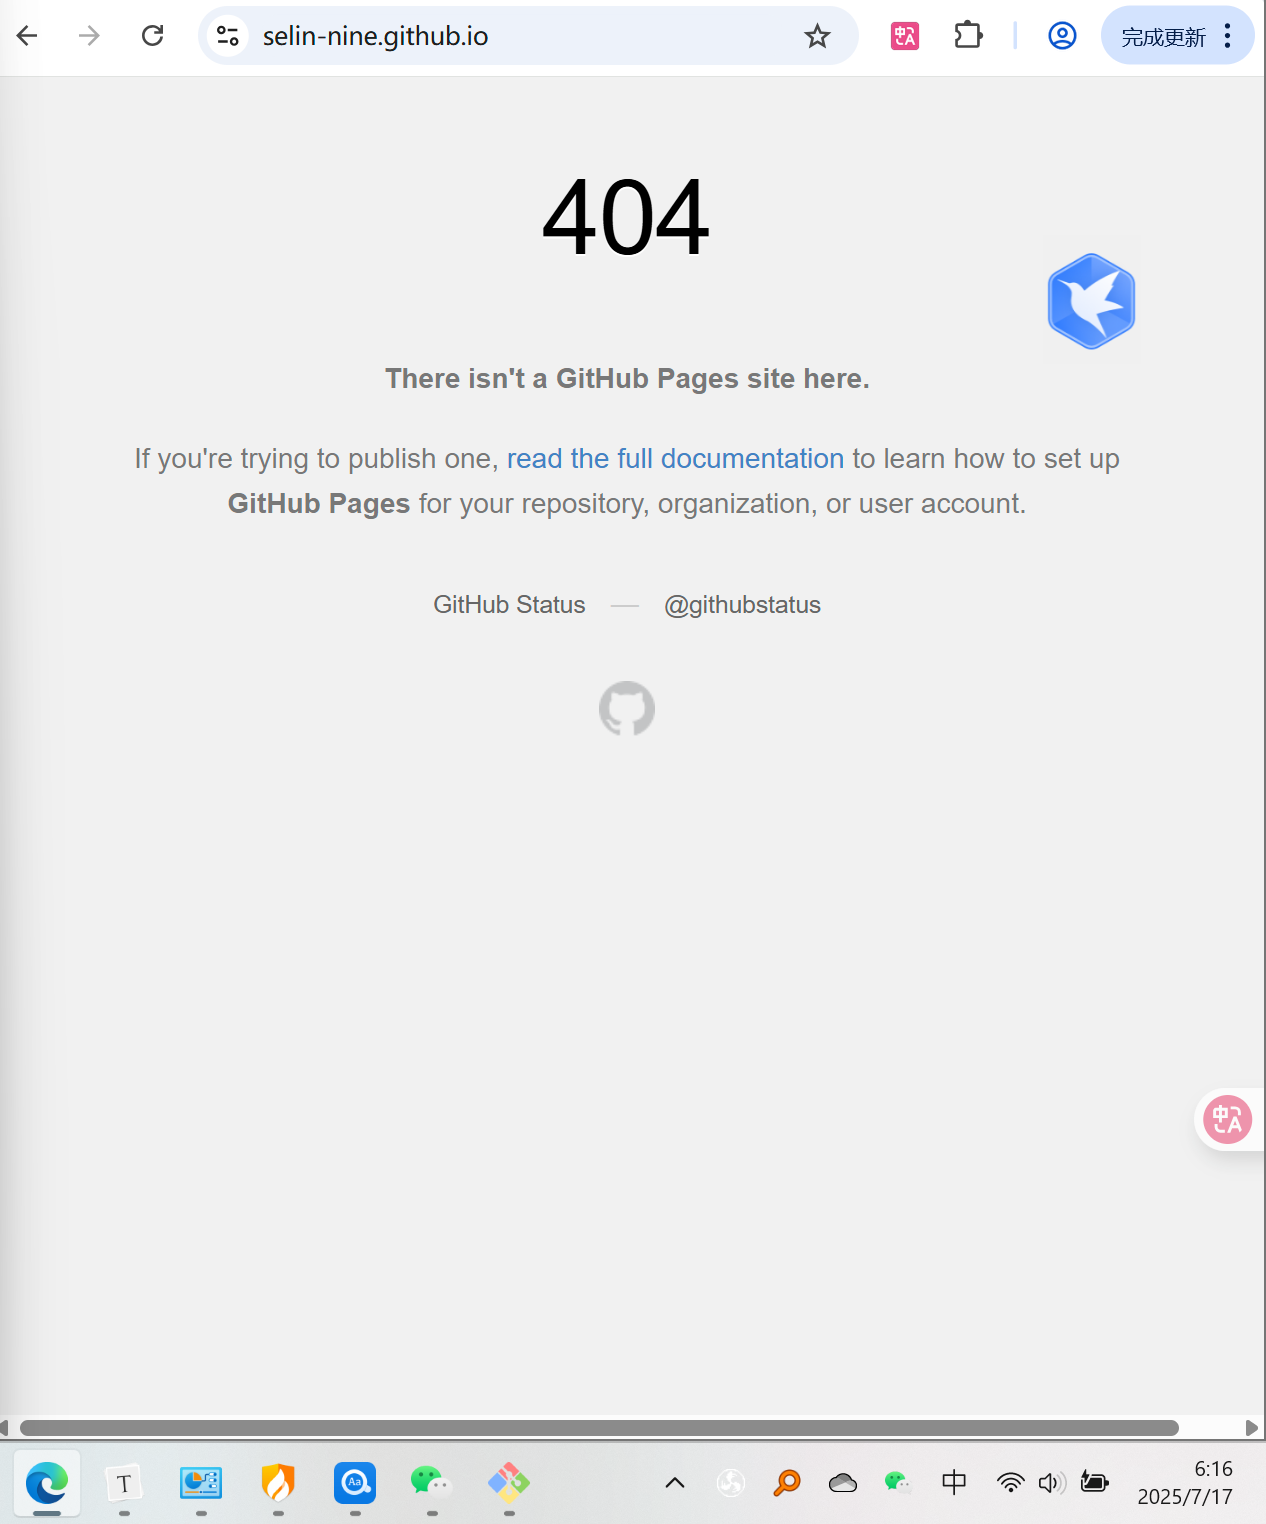 selin-nine.github.io
完成更新
404
There isn't a GitHub Pages site here.
If you're trying to publish one, read the full documentation to learn how to set up
GitHub Pages for your repository, organization, or user account.
GitHub Status — @githubstatus
中 A
T
Aa
中
6:16
2025/7/17